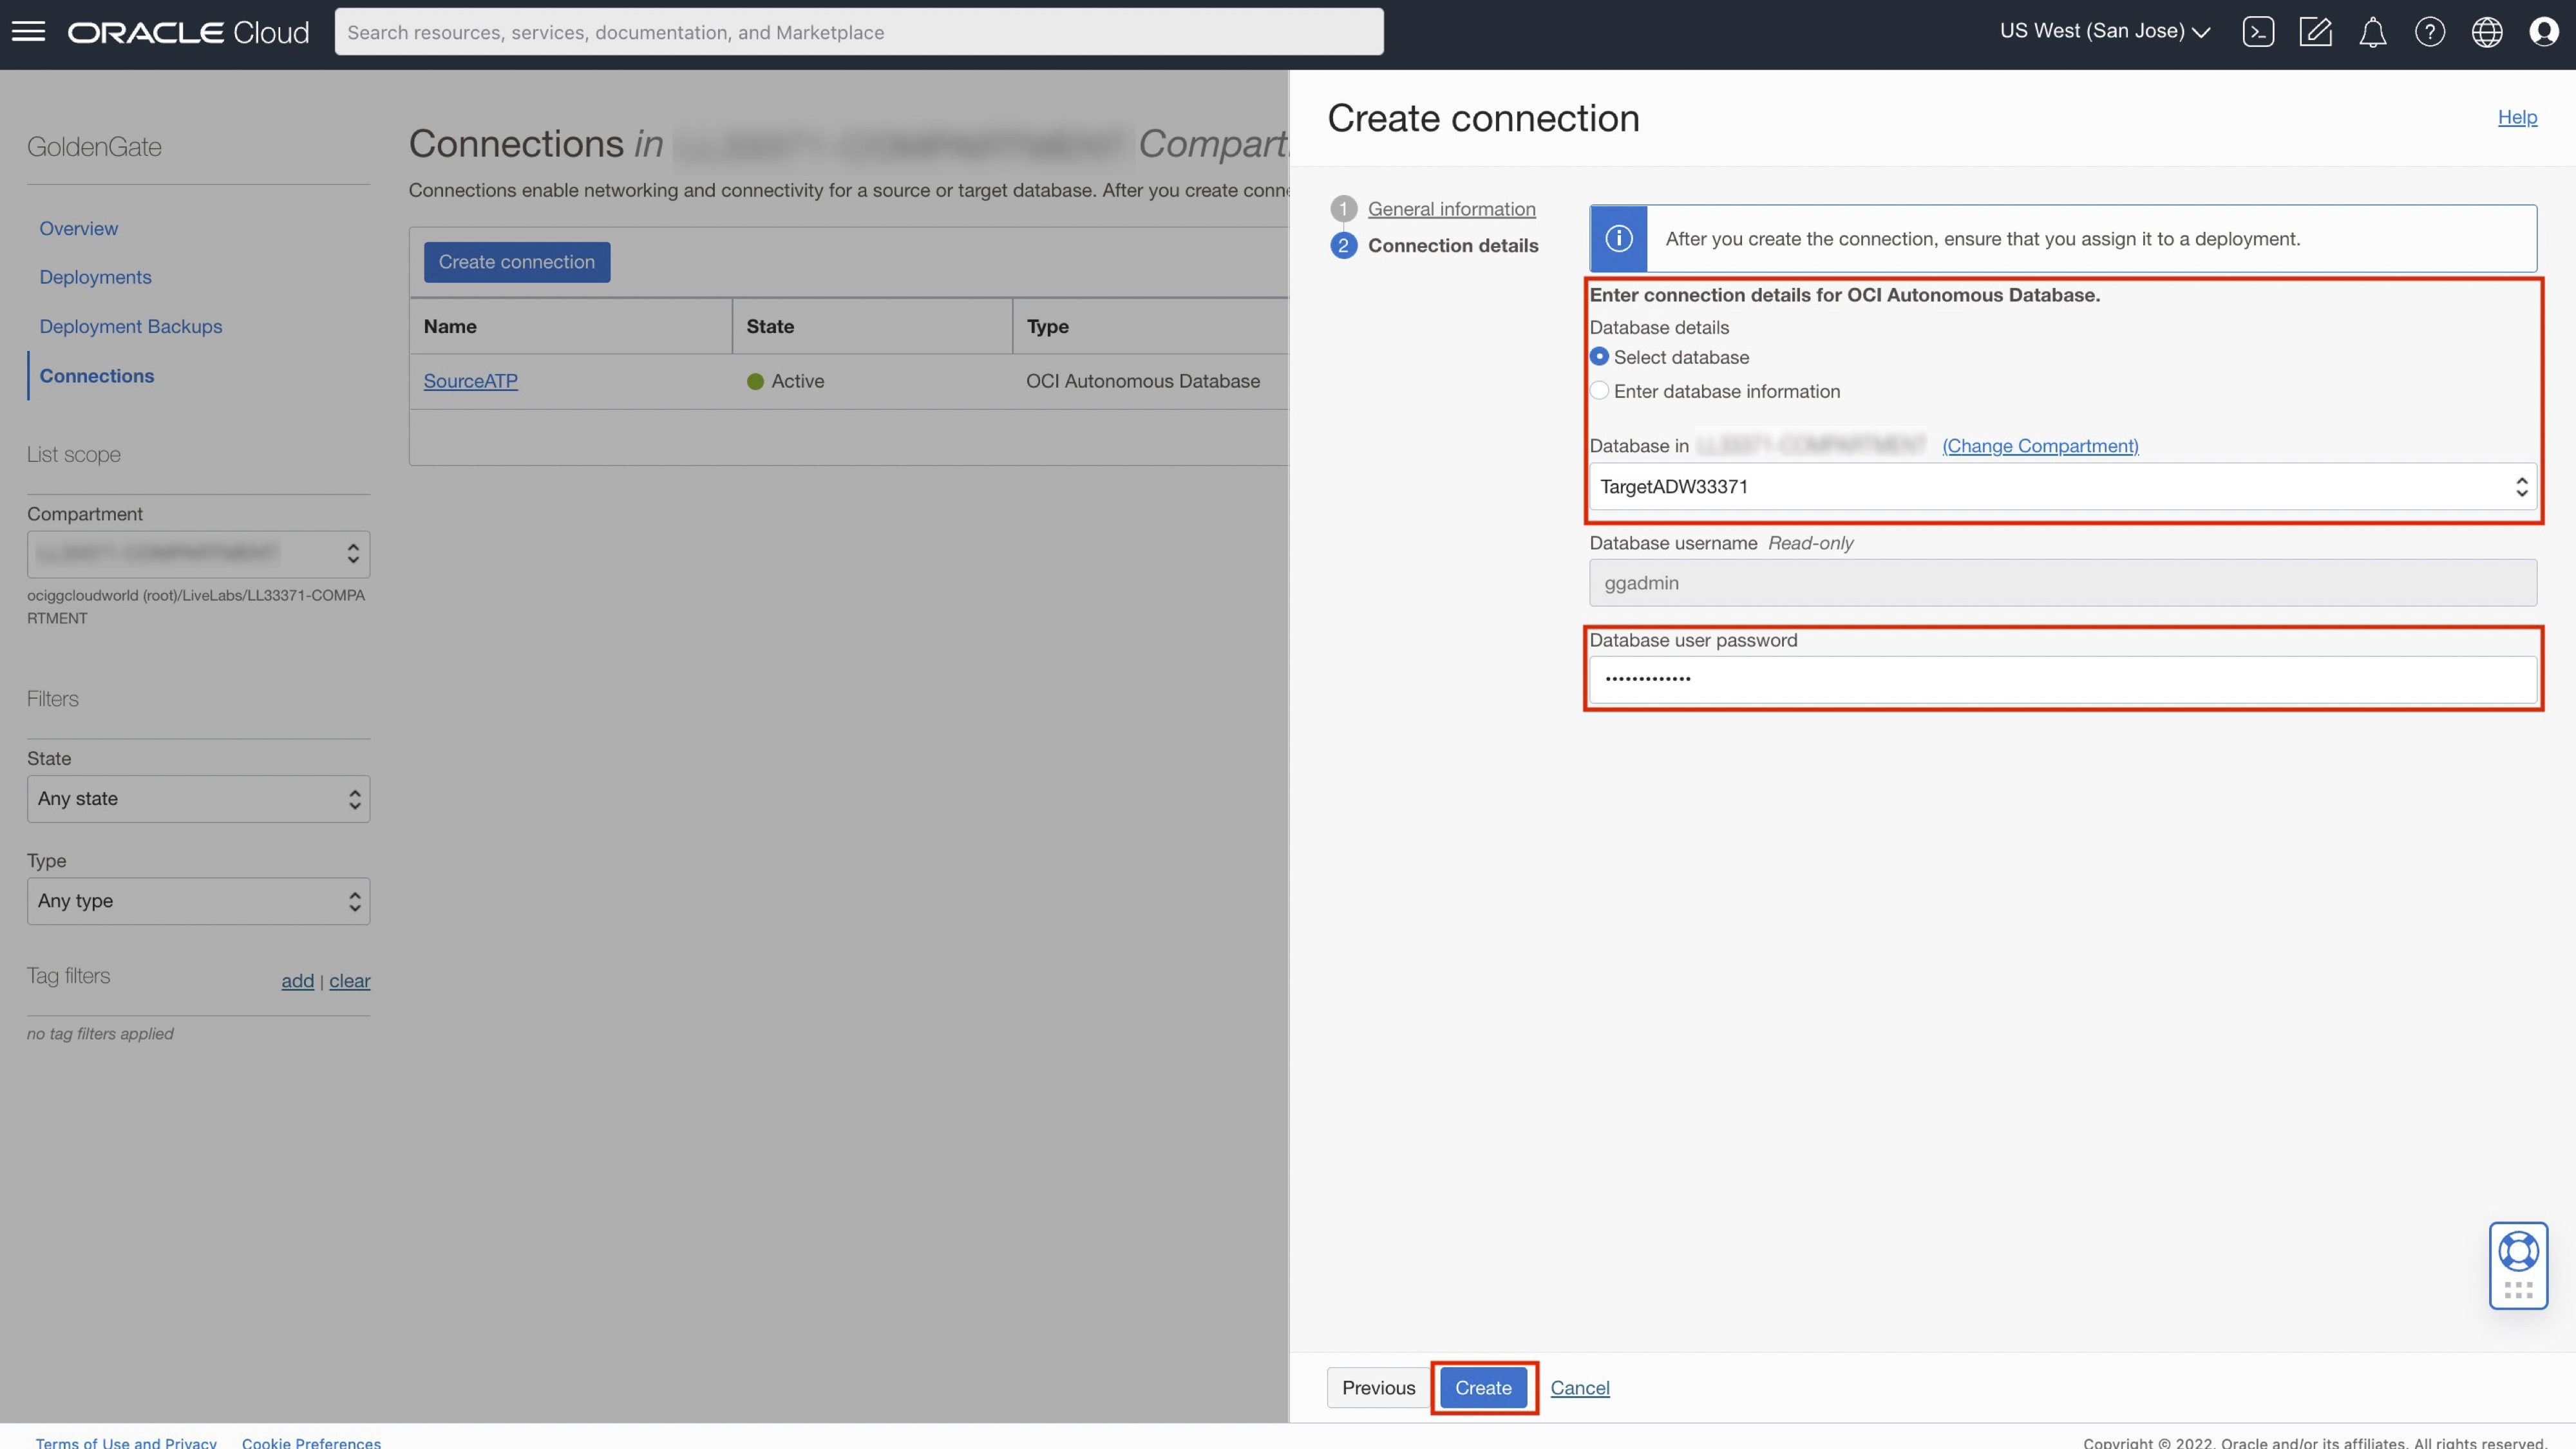 ORACLE Cloud
Search resources, services, documentation, and Marketplace
US West (San Jose)
GoldenGate
Overview
Deployments
Deployment Backups
Connections
List scope
Compartment
ociggcloudworld (root)/LiveLabs/LL33371-COMPA
RTMENT
Filters
State
Any state
Type
Any type
Tag filters
add | clear
no tag filters applied
Connections in
Connections enable networking and connectivity for a source or target database. After you create
Create connection
Name State Type
SourceATP Active OCI Autonomous Database
Create connection
Help
1 General information
2 Connection details
After you create the connection, ensure that you assign it to a deployment.
Enter connection details for OCI Autonomous Database.
Database details
Select database
Enter database information
Database in (Change Compartment)
TargetADW33371
Database username Read-only
ggadmin
Database user password
•••••••••••••
Previous Create Cancel
Terms of Use and Privacy Cookie Preferences
Copyright © 2022, Oracle and/or its affiliates. All rights reserved.